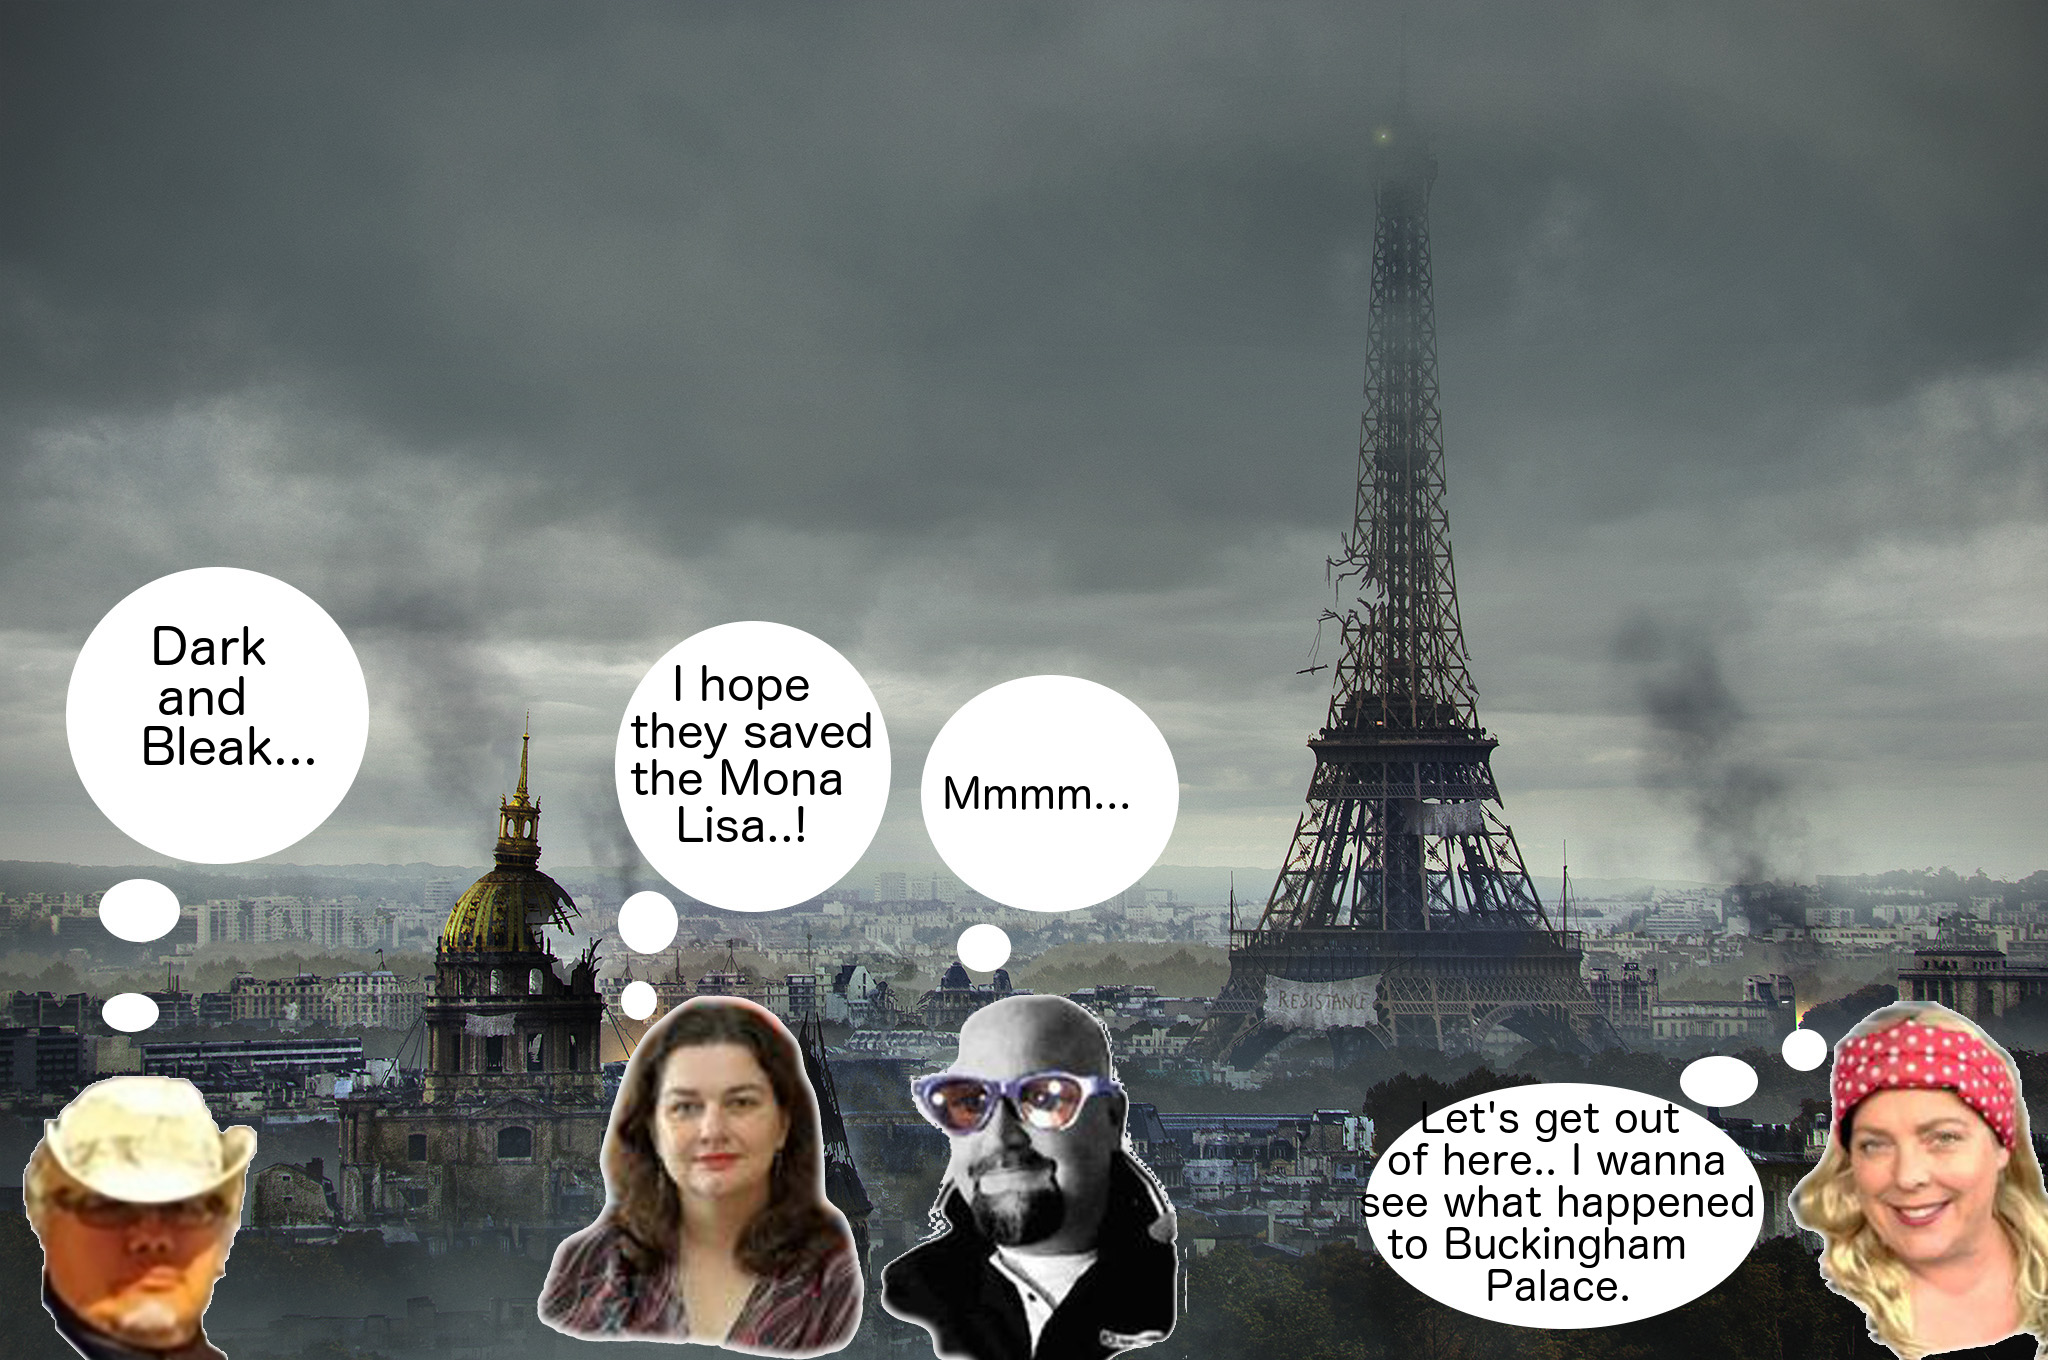 Dark
and
Bleak...
I hope
they saved
the Mona
Lisa..!
Mmmm...
RESISTANCE
Let's get out
of here.. I wanna
see what happened
to Buckingham
Palace.